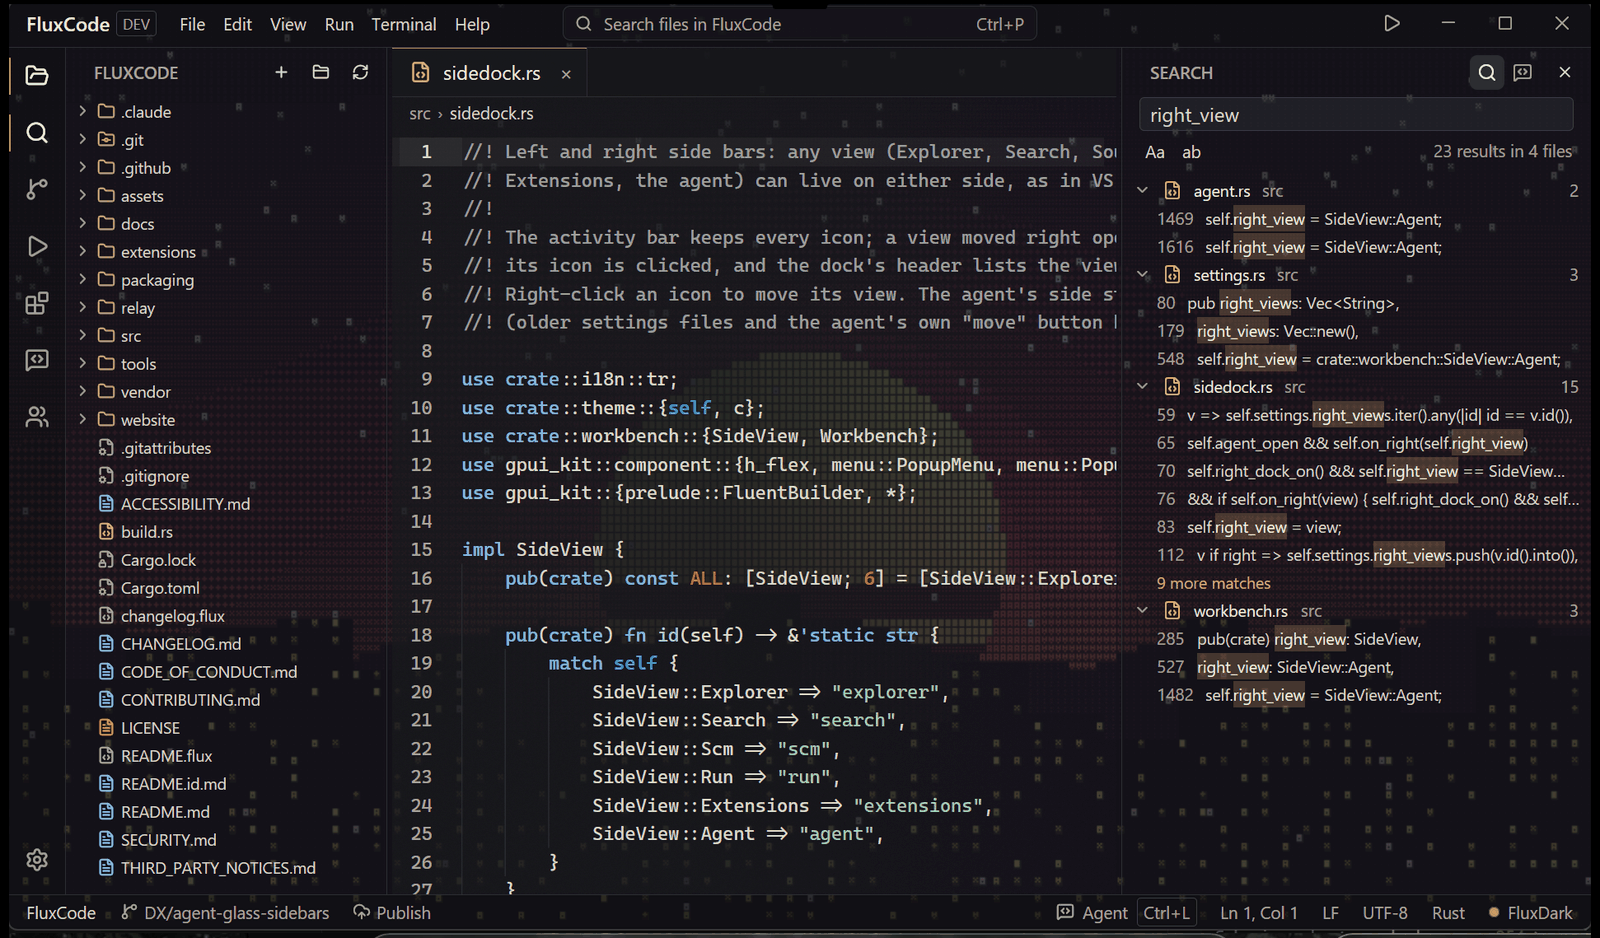 FluxCode DEV File Edit View Run Terminal Help Search files in FluxCode Ctrl+P
FLUXCODE
.claude
.git
.github
assets
docs
extensions
packaging
relay
src
tools
vendor
website
.gitattributes
.gitignore
ACCESSIBILITY.md
build.rs
Cargo.lock
Cargo.toml
changelog.flux
CHANGELOG.md
CODE_OF_CONDUCT.md
CONTRIBUTING.md
LICENSE
README.flux
README.id.md
README.md
SECURITY.md
THIRD_PARTY_NOTICES.md
sidedock.rs ×
src › sidedock.rs
1 //! Left and right side bars: any view (Explorer, Search, Sou
2 //! Extensions, the agent) can live on either side, as in VS
3 //!
4 //! The activity bar keeps every icon; a view moved right ope
5 //! its icon is clicked, and the dock's header lists the view
6 //! Right-click an icon to move its view. The agent's side s
7 //! (older settings files and the agent's own "move" button
8
9 use crate::i18n::tr;
10 use crate::theme::{self, c};
11 use crate::workbench::{SideView, Workbench};
12 use gpui_kit::component::{h_flex, menu::PopupMenu, menu::Popu
13 use gpui_kit::{prelude::FluentBuilder, *};
14
15 impl SideView {
16 pub(crate) const ALL: [SideView; 6] = [SideView::Explore
17
18 pub(crate) fn id(self) -> &'static str {
19 match self {
20 SideView::Explorer => "explorer",
21 SideView::Search => "search",
22 SideView::Scm => "scm",
23 SideView::Run => "run",
24 SideView::Extensions => "extensions",
25 SideView::Agent => "agent",
26 }
27 }
SEARCH
right_view
Aa ab 23 results in 4 files
agent.rs src 2
1469 self.right_view = SideView::Agent;
1616 self.right_view = SideView::Agent;
settings.rs src 3
80 pub right_views: Vec<String>,
179 right_views: Vec::new(),
548 self.right_view = crate::workbench::SideView::Agent;
sidedock.rs src 15
59 v => self.settings.right_views.iter().any(|id| id == v.id()),
65 self.agent_open && self.on_right(self.right_view)
70 self.right_dock_on() && self.right_view == SideView...
76 && if self.on_right(view) { self.right_dock_on() && self...
83 self.right_view = view;
112 v if right => self.settings.right_views.push(v.id().into()),
9 more matches
workbench.rs src 3
285 pub(crate) right_view: SideView,
527 right_view: SideView::Agent,
1482 self.right_view = SideView::Agent;
FluxCode DX/agent-glass-sidebars Publish Agent Ctrl+L Ln 1, Col 1 LF UTF-8 Rust FluxDark